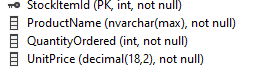 StockItemId (PK, int, not null)
ProductName (nvarchar(max), not null)
QuantityOrdered (int, not null)
UnitPrice (decimal(18,2), not null)